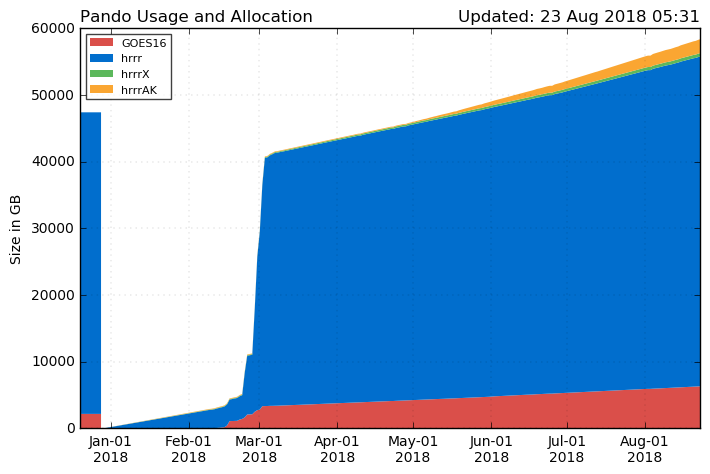 Pando Usage and Allocation Updated: 23 Aug 2018 05:31
60000
GOES16
hrrr
hrrrX
hrrrAK
50000
40000
30000
20000
10000
0
Size in GB
Jan-01 Feb-01 Mar-01 Apr-01 May-01 Jun-01 Jul-01 Aug-01
2018 2018 2018 2018 2018 2018 2018 2018